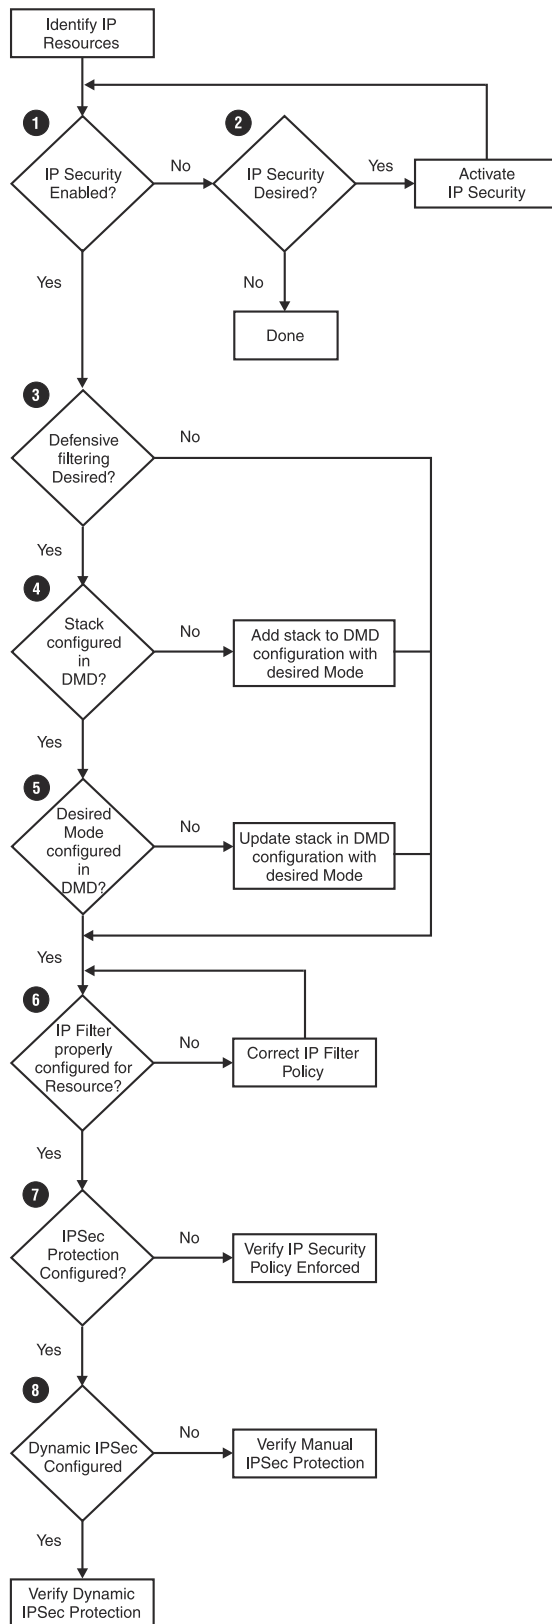 Identify IP
Resources
1
2
IP Security
Enabled?
No
IP Security
Desired?
Yes
Activate
IP Security
Yes
No
Done
3
No
Defensive
filtering
Desired?
Yes
4
Stack
configured
in
DMD?
No
Add stack to DMD
configuration with
desired Mode
Yes
5
Desired
Mode
configured
in
DMD?
No
Update stack in DMD
configuration with
desired Mode
Yes
6
IP Filter
properly
configured for
Resource?
No
Correct IP Filter
Policy
Yes
7
IPSec
Protection
Configured?
No
Verify IP Security
Policy Enforced
Yes
8
Dynamic IPSec
Configured
No
Verify Manual
IPSec Protection
Yes
Verify Dynamic
IPSec Protection